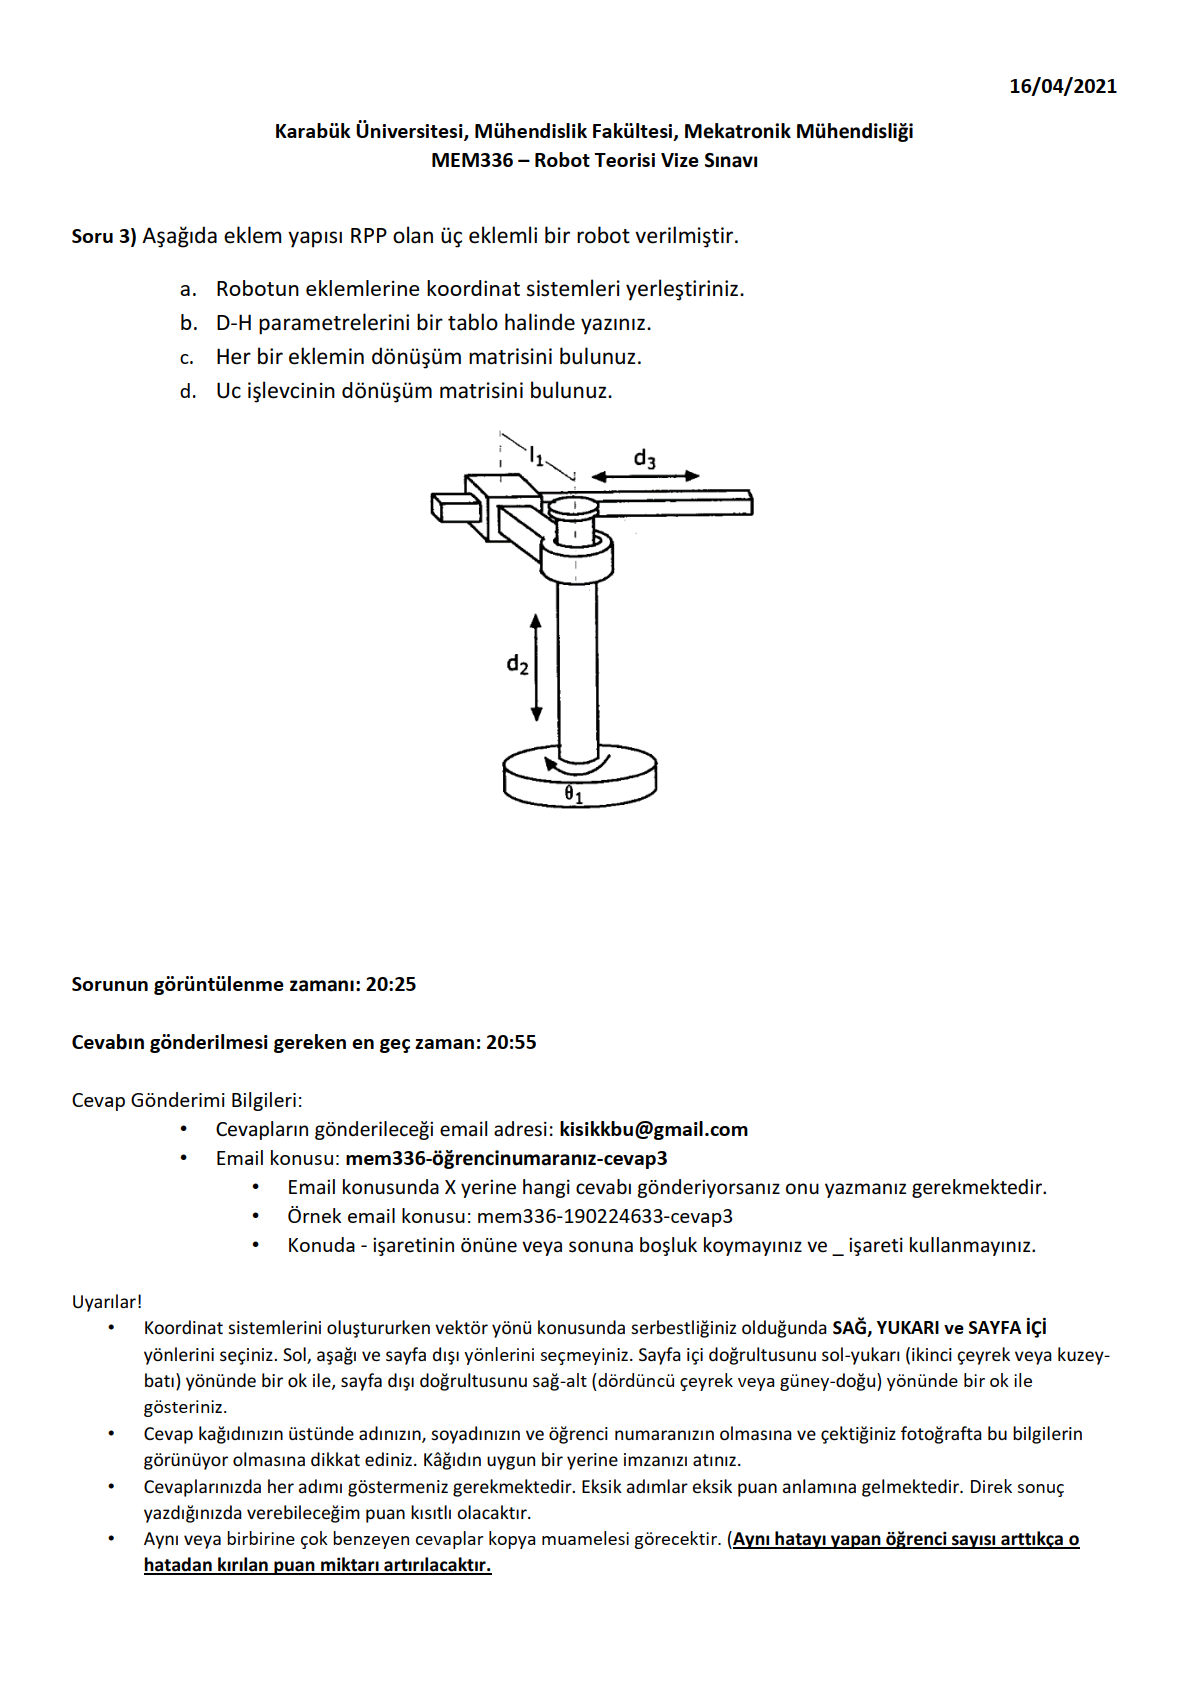 16/04/2021
Karabük Üniversitesi, Mühendislik Fakültesi, Mekatronik Mühendisliği
MEM336 – Robot Teorisi Vize Sınavı
Soru 3) Aşağıda eklem yapısı RPP olan üç eklemli bir robot verilmiştir.
a. Robotun eklemlerine koordinat sistemleri yerleştiriniz.
b. D-H parametrelerini bir tablo halinde yazınız.
c. Her bir eklemin dönüşüm matrisini bulunuz.
d. Uc işlevcinin dönüşüm matrisini bulunuz.
l1
d3
d2
θ1
Sorunun görüntülenme zamanı: 20:25
Cevabın gönderilmesi gereken en geç zaman: 20:55
Cevap Gönderimi Bilgileri:
• Cevapların gönderileceği email adresi: kisikkbu@gmail.com
• Email konusu: mem336-öğrencinumaranız-cevap3
• Email konusunda X yerine hangi cevabı gönderiyorsanız onu yazmanız gerekmektedir.
• Örnek email konusu: mem336-190224633-cevap3
• Konuda - işaretinin önüne veya sonuna boşluk koymayınız ve _ işareti kullanmayınız.
Uyarılar!
• Koordinat sistemlerini oluştururken vektör yönü konusunda serbestliğiniz olduğunda SAĞ, YUKARI ve SAYFA İÇİ
yönlerini seçiniz. Sol, aşağı ve sayfa dışı yönlerini seçmeyiniz. Sayfa içi doğrultusunu sol-yukarı (ikinci çeyrek veya kuzey-
batı) yönünde bir ok ile, sayfa dışı doğrultusunu sağ-alt (dördüncü çeyrek veya güney-doğu) yönünde bir ok ile
gösteriniz.
• Cevap kağıdınızın üstünde adınızın, soyadınızın ve öğrenci numaranızın olmasına ve çektiğiniz fotoğrafta bu bilgilerin
görünüyor olmasına dikkat ediniz. Kâğıdın uygun bir yerine imzanızı atınız.
• Cevaplarınızda her adımı göstermeniz gerekmektedir. Eksik adımlar eksik puan anlamına gelmektedir. Direk sonuç
yazdığınızda verebileceğim puan kısıtlı olacaktır.
• Aynı veya birbirine çok benzeyen cevaplar kopya muamelesi görecektir. (Aynı hatayı yapan öğrenci sayısı arttıkça o
hatadan kırılan puan miktarı artırılacaktır.